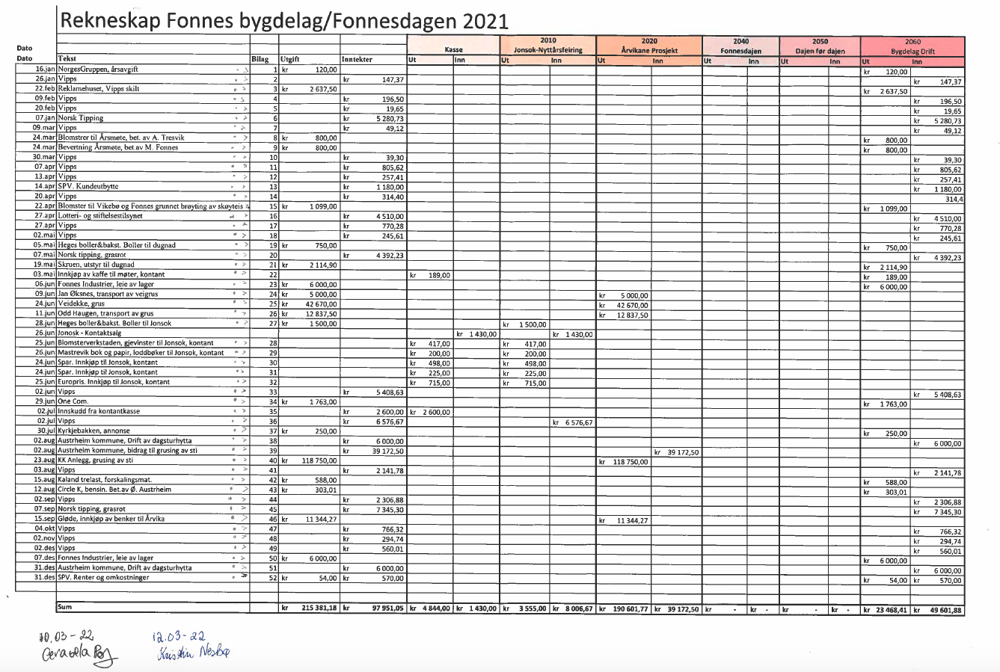 Rekneskap Fonnes bygdelag/Fonnesdagen 2021
2010 2020 2040 2050 2060
Dato Kasse Jonsok-Nyttårsfeiring Årvikane Prosjekt Fonnesdajen Dajen før dajen Bygdelag Drift
Dato Tekst Bilag Utgift Inntekter Ut Inn Ut Inn Ut Inn Ut Inn Ut Inn Ut Inn
16.jan NorgesGruppen, årsavgift 1 kr 120,00 kr 120,00
26.jan Vipps 2 kr 147,37 kr 147,37
22.feb Reklamehuset, Vipps skilt 3 kr 2 637,50 kr 2 637,50
09.feb Vipps 4 kr 196,50 kr 196,50
20.feb Vipps 5 kr 19,65 kr 19,65
07.jan Norsk Tipping 6 kr 5 280,73 kr 5 280,73
09.mar Vipps 7 kr 49,12 kr 49,12
24.mar Blomstrer til Årsmøte, bet. av A. Tresvik 8 kr 800,00 kr 800,00
24.mar Bevertning Årsmøte, bet.av M. Fonnes 9 kr 800,00 kr 800,00
30.mar Vipps 10 kr 39,30 kr 39,30
07.apr Vipps 11 kr 805,62 kr 805,62
13.apr Vipps 12 kr 257,41 kr 257,41
14.apr SPV. Kundeutbytte 13 kr 1 180,00 kr 1 180,00
20.apr Vipps 14 kr 314,40 314,4
22.apr Blomster til Vikebø og Fonnes grunnet brøyting av skøyteis 15 kr 1 099,00 kr 1 099,00
27.apr Lotteri- og stiftelsestilsynet 16 kr 4 510,00 kr 4 510,00
27.apr Vipps 17 kr 770,28 kr 770,28
02.mai Vipps 18 kr 245,61 kr 245,61
05.mai Heges boller&bakst. Boller til dugnad 19 kr 750,00 kr 750,00
07.mai Norsk tipping, grasrot 20 kr 4 392,23 kr 4 392,23
19.mai Skruen, utstyr til dugnad 21 kr 2 114,90 kr 2 114,90
03.mai Innkjøp av kaffe til møter, kontant 22 kr 189,00 kr 189,00
06.jun Fonnes Industrier, leie av lager 23 kr 6 000,00 kr 6 000,00
09.jun Jan Øksnes, transport av veigrus 24 kr 5 000,00 kr 5 000,00
24.jun Veidekke, grus 25 kr 42 670,00 kr 42 670,00
11.jun Odd Haugen, transport av grus 26 kr 12 837,50 kr 12 837,50
28.jun Heges boller&bakst. Boller til Jonsok 27 kr 1 500,00 kr 1 500,00
26.jun Jonosk - Kontaktsalg kr 1 430,00 kr 1 430,00
25.jun Blomsterverkstaden, gjevinster til Jonsok, kontant 28 kr 417,00 kr 417,00
26.jun Mastrevik bok og papir, loddbøker til Jonsok, kontant 29 kr 200,00 kr 200,00
24.jun Spar. Innkjøp til Jonsok, kontant 30 kr 498,00 kr 498,00
24.jun Spar. Innkjøp til Jonsok, kontant 31 kr 225,00 kr 225,00
25.jun Europris. Innkjøp til Jonsok, kontant 32 kr 715,00 kr 715,00
02.jun Vipps 33 kr 5 408,63 kr 5 408,63
29.jun One Com. 34 kr 1 763,00 kr 1 763,00
02.jul Innskudd fra kontantkasse 35 kr 2 600,00 kr 2 600,00
02.jul Vipps 36 kr 6 576,67 kr 6 576,67
30.jul Kyrkjebakken, annonse 37 kr 250,00 kr 250,00
02.aug Austrheim kommune, Drift av dagsturhytta 38 kr 6 000,00 kr 6 000,00
02.aug Austrheim kommune, bidrag til grusing av sti 39 kr 39 172,50 kr 39 172,50
23.aug KK Anlegg, grusing av sti 40 kr 118 750,00 kr 118 750,00
03.aug Vipps 41 kr 2 141,78 kr 2 141,78
15.aug Kaland trelast, forskalingsmat. 42 kr 588,00 kr 588,00
12.aug Circle K, bensin. Bet.av Ø. Austrheim 43 kr 303,01 kr 303,01
02.sep Vipps 44 kr 2 306,88 kr 2 306,88
07.sep Norsk tipping, grasrot 45 kr 7 345,30 kr 7 345,30
15.sep Gløde, innkjøp av benker til Årvika 46 kr 11 344,27 kr 11 344,27
04.okt Vipps 47 kr 766,32 kr 766,32
02.nov Vipps 48 kr 294,74 kr 294,74
02.des Vipps 49 kr 560,01 kr 560,01
07.des Fonnes Industrier, leie av lager 50 kr 6 000,00 kr 6 000,00
31.des Austrheim kommune, Drift av dagsturhytta 51 kr 6 000,00 kr 6 000,00
31.des SPV. Renter og omkostninger 52 kr 54,00 kr 570,00 kr 54,00 kr 570,00
Sum kr 215 381,18 kr 97 951,05 kr 4 844,00 kr 1 430,00 kr 3 555,00 kr 8 006,67 kr 190 601,77 kr 39 172,50 kr - kr - kr - kr - kr 23 468,41 kr 49 601,88
10.03-22 12.03-22
Kristin Nesbø